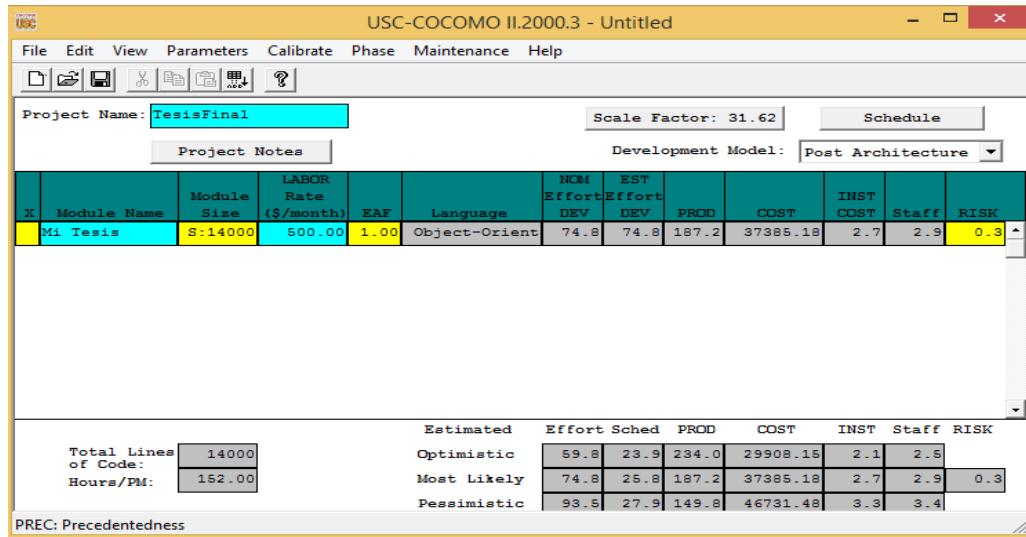 USC
USC-COCOMO II.2000.3 - Untitled
File Edit View Parameters Calibrate Phase Maintenance Help
Project Name: TesisFinal Scale Factor: 31.62 Schedule
Project Notes Development Model: Post Architecture
X Module Name Module Size LABOR Rate ($/month) EAF Language NOM Effort DEV EST Effort DEV PROD COST INST COST Staff RISK
Mi Tesis S:14000 500.00 1.00 Object-Orient 74.8 74.8 187.2 37385.18 2.7 2.9 0.3
Estimated Effort Sched PROD COST INST Staff RISK
Total Lines of Code: 14000 Optimistic 59.8 23.9 234.0 29908.15 2.1 2.5
Hours/PM: 152.00 Most Likely 74.8 25.8 187.2 37385.18 2.7 2.9 0.3
Pessimistic 93.5 27.9 149.8 46731.48 3.3 3.4
PREC: Precedentedness